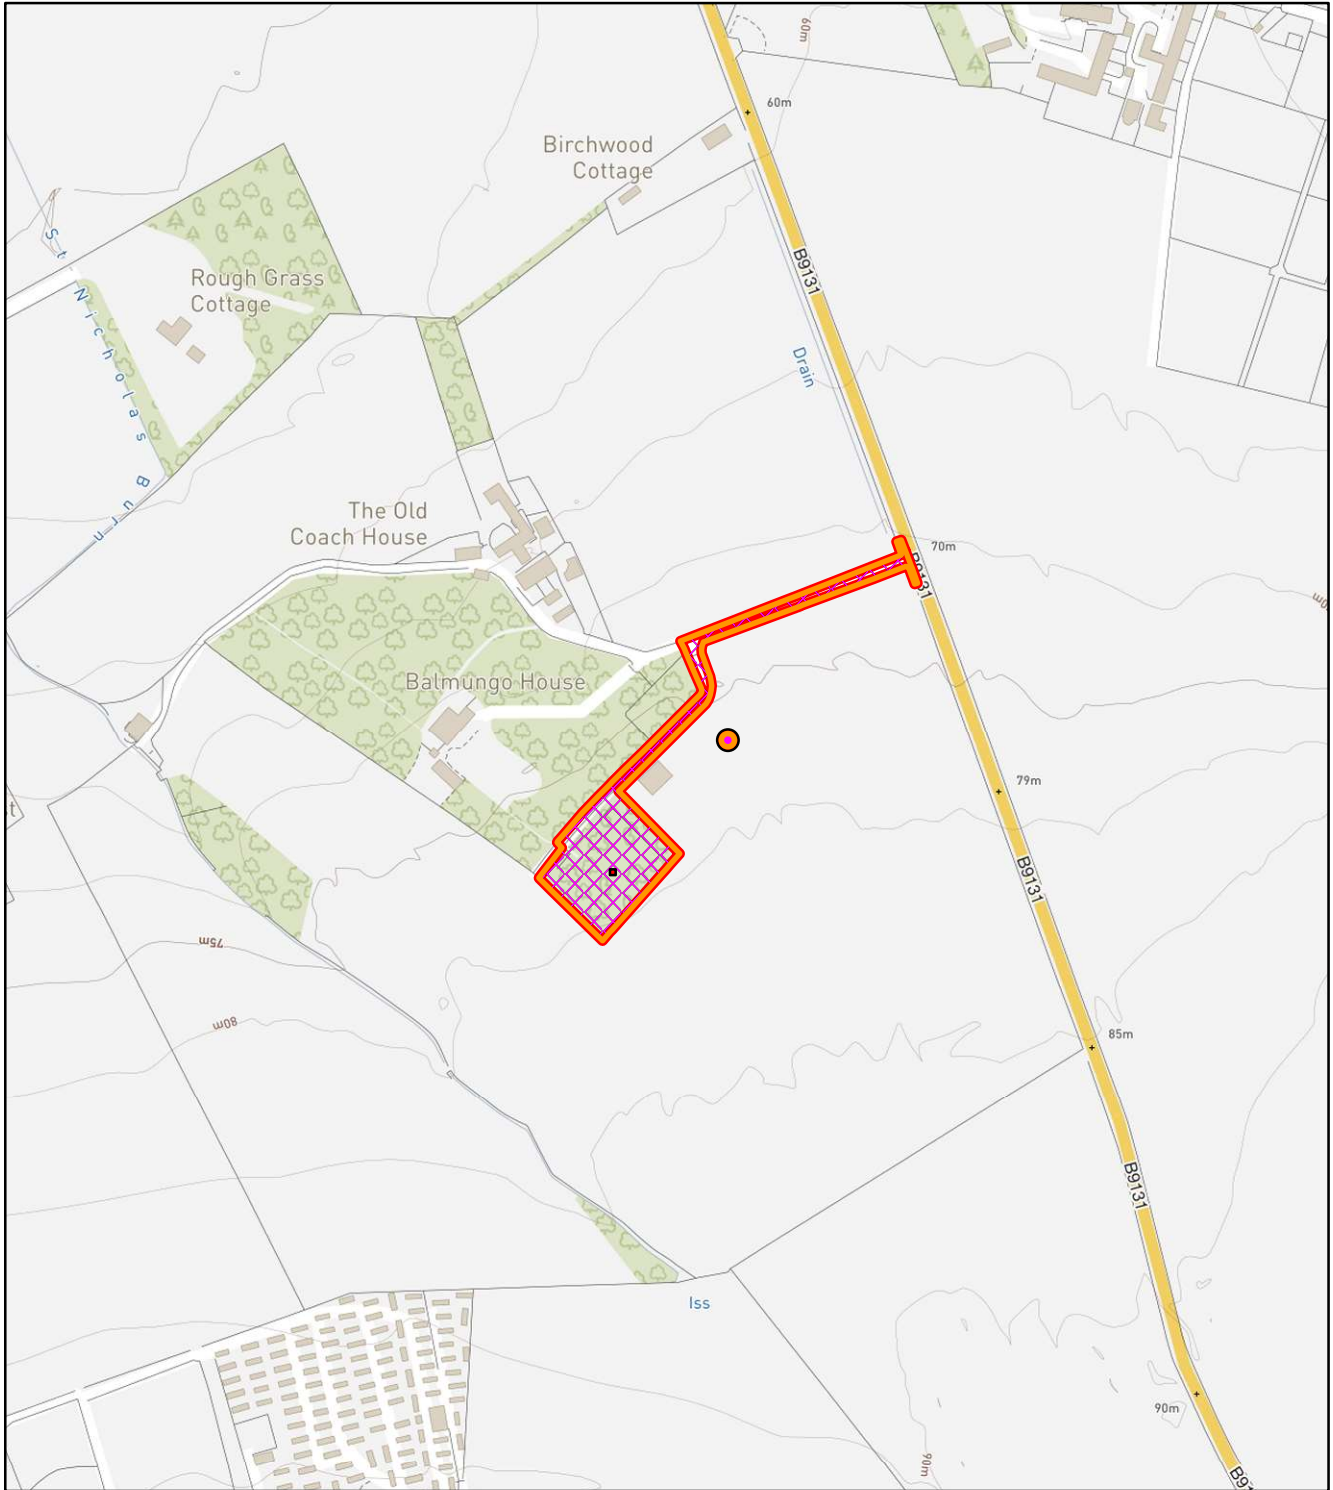 60m
60m
Birchwood
Cottage
B9131
Rough Grass
Cottage
St Nicholas Burn
Drain
The Old
Coach House
70m
B9131
Balmungo House
79m
B9131
75m
80m
85m
B9131
Iss
90m
90m